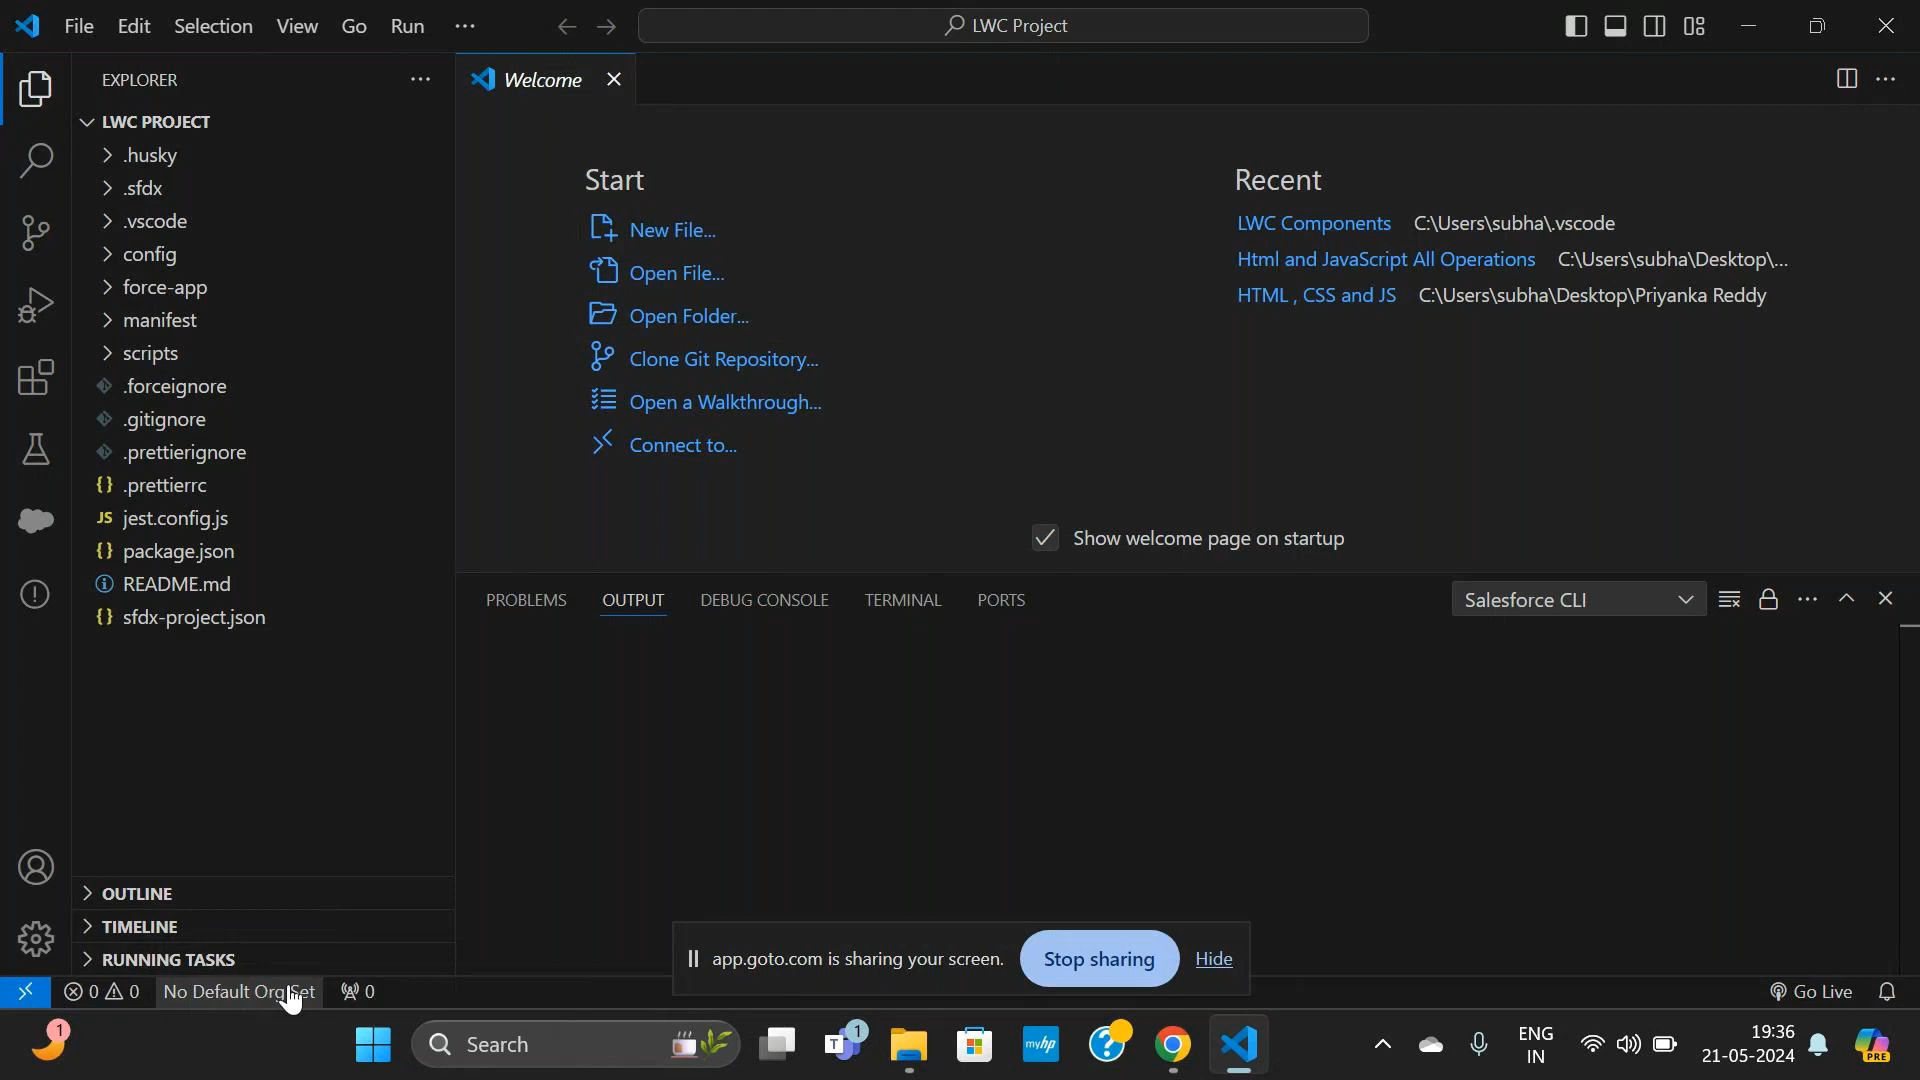 File Edit Selection View Go Run
LWC Project
EXPLORER
Welcome
LWC PROJECT
.husky
.sfdx
.vscode
config
force-app
manifest
scripts
.forceignore
.gitignore
.prettierignore
.prettierrc
JS jest.config.js
package.json
README.md
sfdx-project.json
OUTLINE
TIMELINE
RUNNING TASKS
Start
New File...
Open File...
Open Folder...
Clone Git Repository...
Open a Walkthrough...
Connect to...
Recent
LWC Components C:\Users\subha\.vscode
Html and JavaScript All Operations C:\Users\subha\Desktop\...
HTML , CSS and JS C:\Users\subha\Desktop\Priyanka Reddy
Show welcome page on startup
PROBLEMS OUTPUT DEBUG CONSOLE TERMINAL PORTS
Salesforce CLI
app.goto.com is sharing your screen. Stop sharing Hide
0 0 No Default Org Set 0
Go Live
1
Search
T 1
myhp
?
ENG
IN
19:36
21-05-2024
PRE